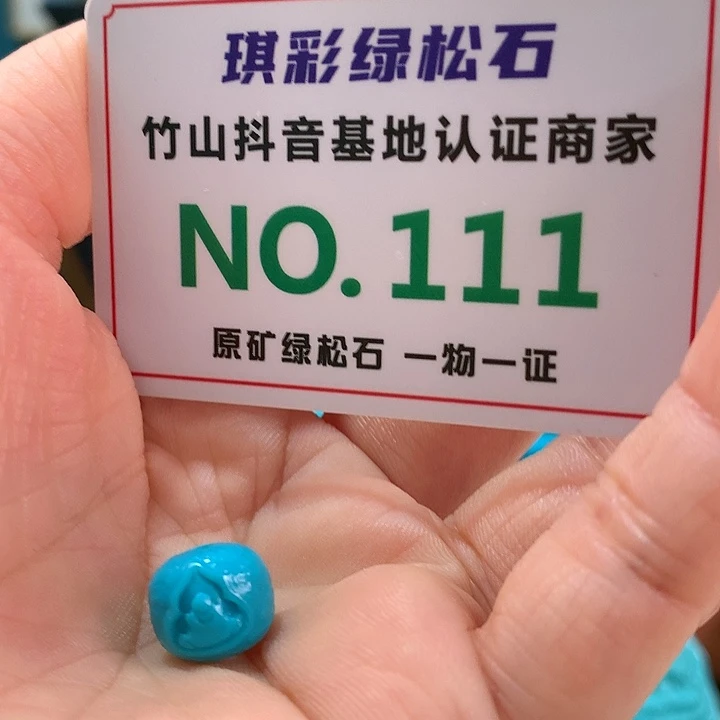 琪彩绿松石
竹山抖音基地认证商家
NO.111
原矿绿松石 一物一证